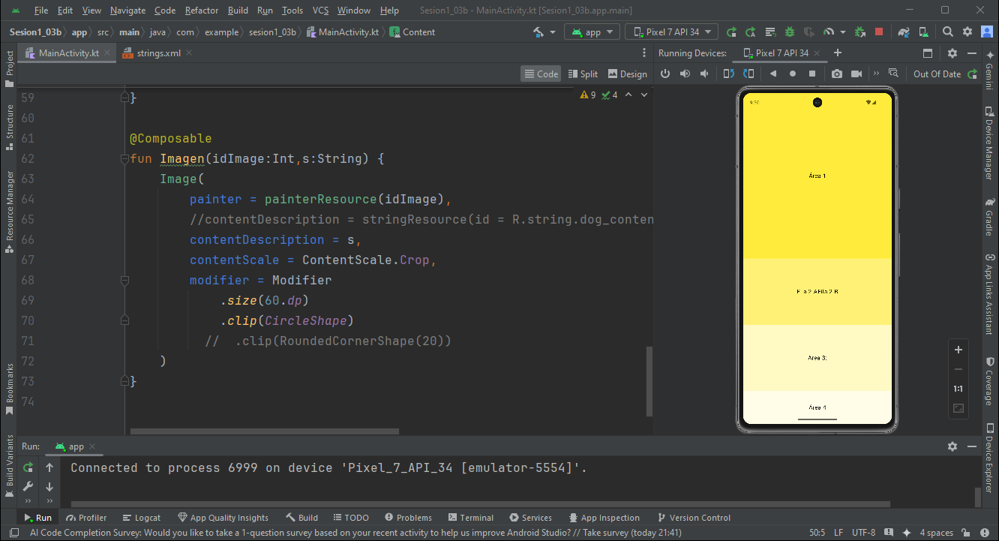 File Edit View Navigate Code Refactor Build Run Tools VCS Window Help Sesion1_03b - MainActivity.kt [Sesion1_03b.app.main]
Sesion1_03b app src main java com example sesion1_03b MainActivity.kt Content app Pixel 7 API 34
MainActivity.kt strings.xml Running Devices: Pixel 7 API 34
Code Split Design Out Of Date
9 4
59 }
60
61 @Composable
62 fun Imagen(idImage:Int,s:String) {
63 Image(
64 painter = painterResource(idImage),
65 //contentDescription = stringResource(id = R.string.dog_conten
66 contentDescription = s,
67 contentScale = ContentScale.Crop,
68 modifier = Modifier
69 .size(60.dp)
70 .clip(CircleShape)
71 // .clip(RoundedCornerShape(20))
72 )
73 }
74
Project
Structure
Resource Manager
Bookmarks
Build Variants
9:30
Área 1
Fila 2 AFila 2 B
Área 3:
Área 4
1:1
Gemini
Device Manager
Gradle
App Links Assistant
Coverage
Device Explorer
Run: app
Connected to process 6999 on device 'Pixel_7_API_34 [emulator-5554]'.
Run Profiler Logcat App Quality Insights Build TODO Problems Terminal Services App Inspection Version Control
AI Code Completion Survey: Would you like to take a 1-question survey based on your recent activity to help us improve Android Studio? // Take survey (today 21:41) 50:5 LF UTF-8 4 spaces